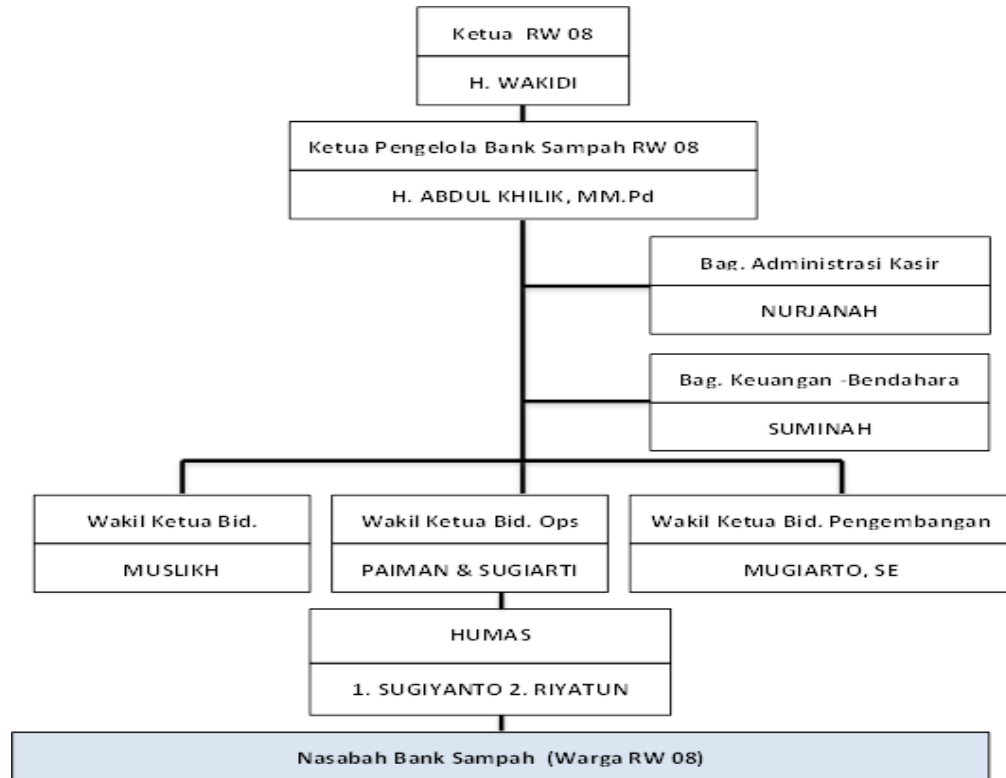 Ketua RW 08
H. WAKIDI
Ketua Pengelola Bank Sampah RW 08
H. ABDUL KHILIK, MM.Pd
Bag. Administrasi Kasir
NURJANAH
Bag. Keuangan -Bendahara
SUMINAH
Wakil Ketua Bid.
MUSLIKH
Wakil Ketua Bid. Ops
PAIMAN & SUGIARTI
Wakil Ketua Bid. Pengembangan
MUGIARTO, SE
HUMAS
1. SUGIYANTO 2. RIYATUN
Nasabah Bank Sampah (Warga RW 08)